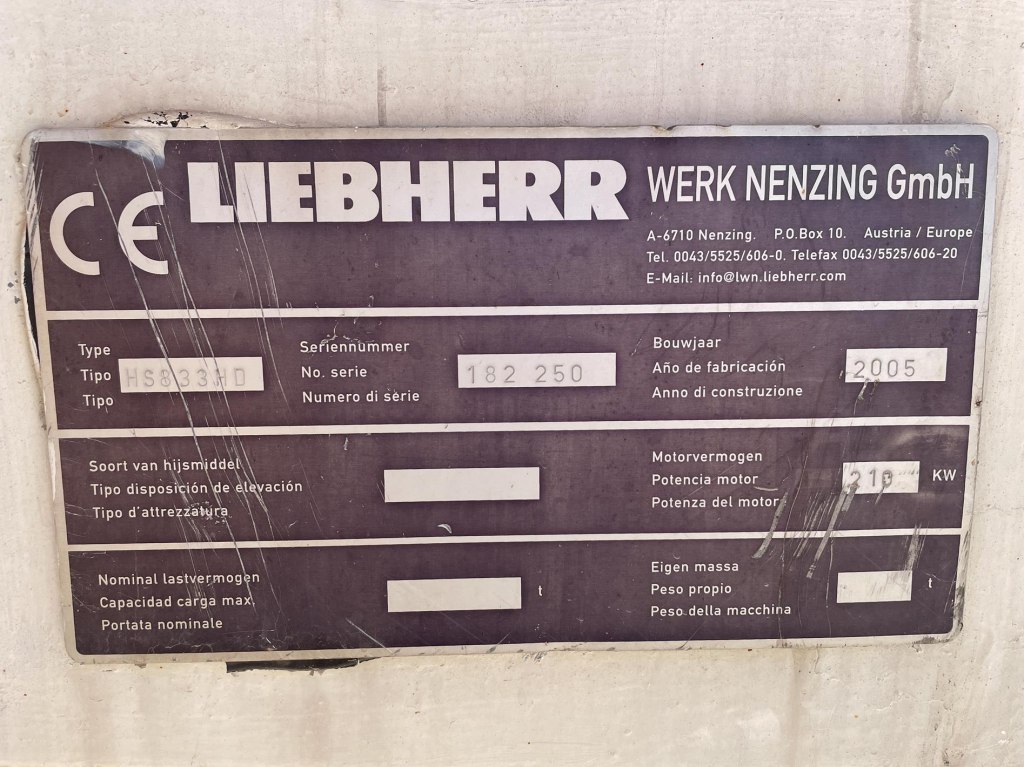 CE LIEBHERR WERK NENZING GmbH
A-6710 Nenzing. P.O.Box 10. Austria / Europe
Tel. 0043/5525/606-0. Telefax 0043/5525/606-20
E-Mail: info@lwn.liebherr.com
Type
Tipo HS833HD
Tipo
Seriennummer
No. serie 182 250
Numero di sèrie
Bouwjaar
Año de fabricación 2005
Anno di construzione
Soort van hijsmiddel
Tipo disposición de elevación
Tipo d'attrezzatura
Motorvermogen
Potencia motor KW
Potenza del motor
Nominal lastvermogen
Capacidad carga max. t
Portata nominale
Eigen massa
Peso propio t
Peso della macchina